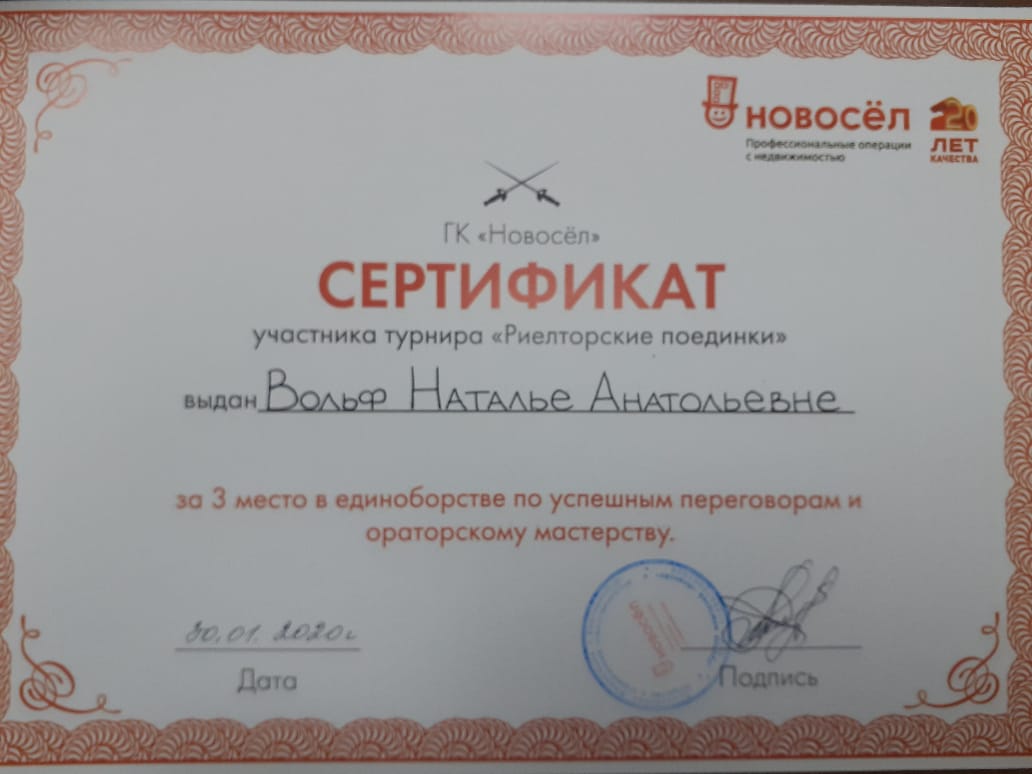 новосёл
Профессиональные операции
с недвижимостью
20
ЛЕТ
КАЧЕСТВА
ГК «Новосёл»
СЕРТИФИКАТ
участника турнира «Риелторские поединки»
выдан Вольф Наталье Анатольевне
за 3 место в единоборстве по успешным переговорам и
ораторскому мастерству.
30.01.2020г
Дата
новосёл
Подпись